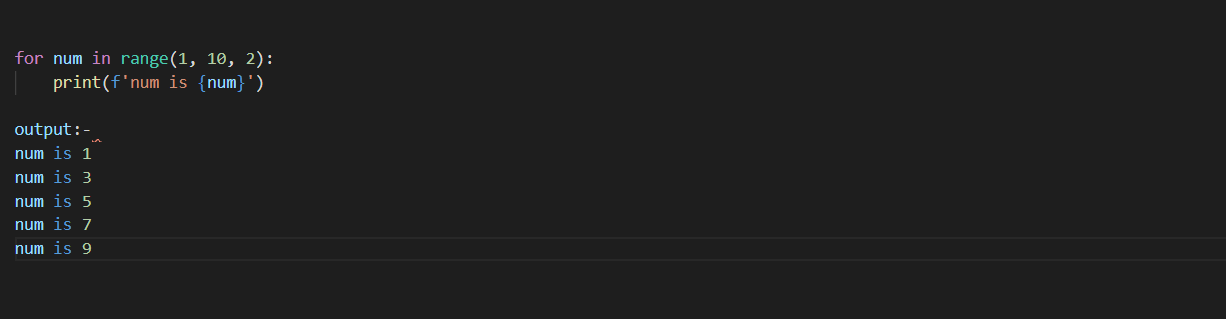 for num in range(1, 10, 2):
    print(f'num is {num}')
output:-
num is 1
num is 3
num is 5
num is 7
num is 9